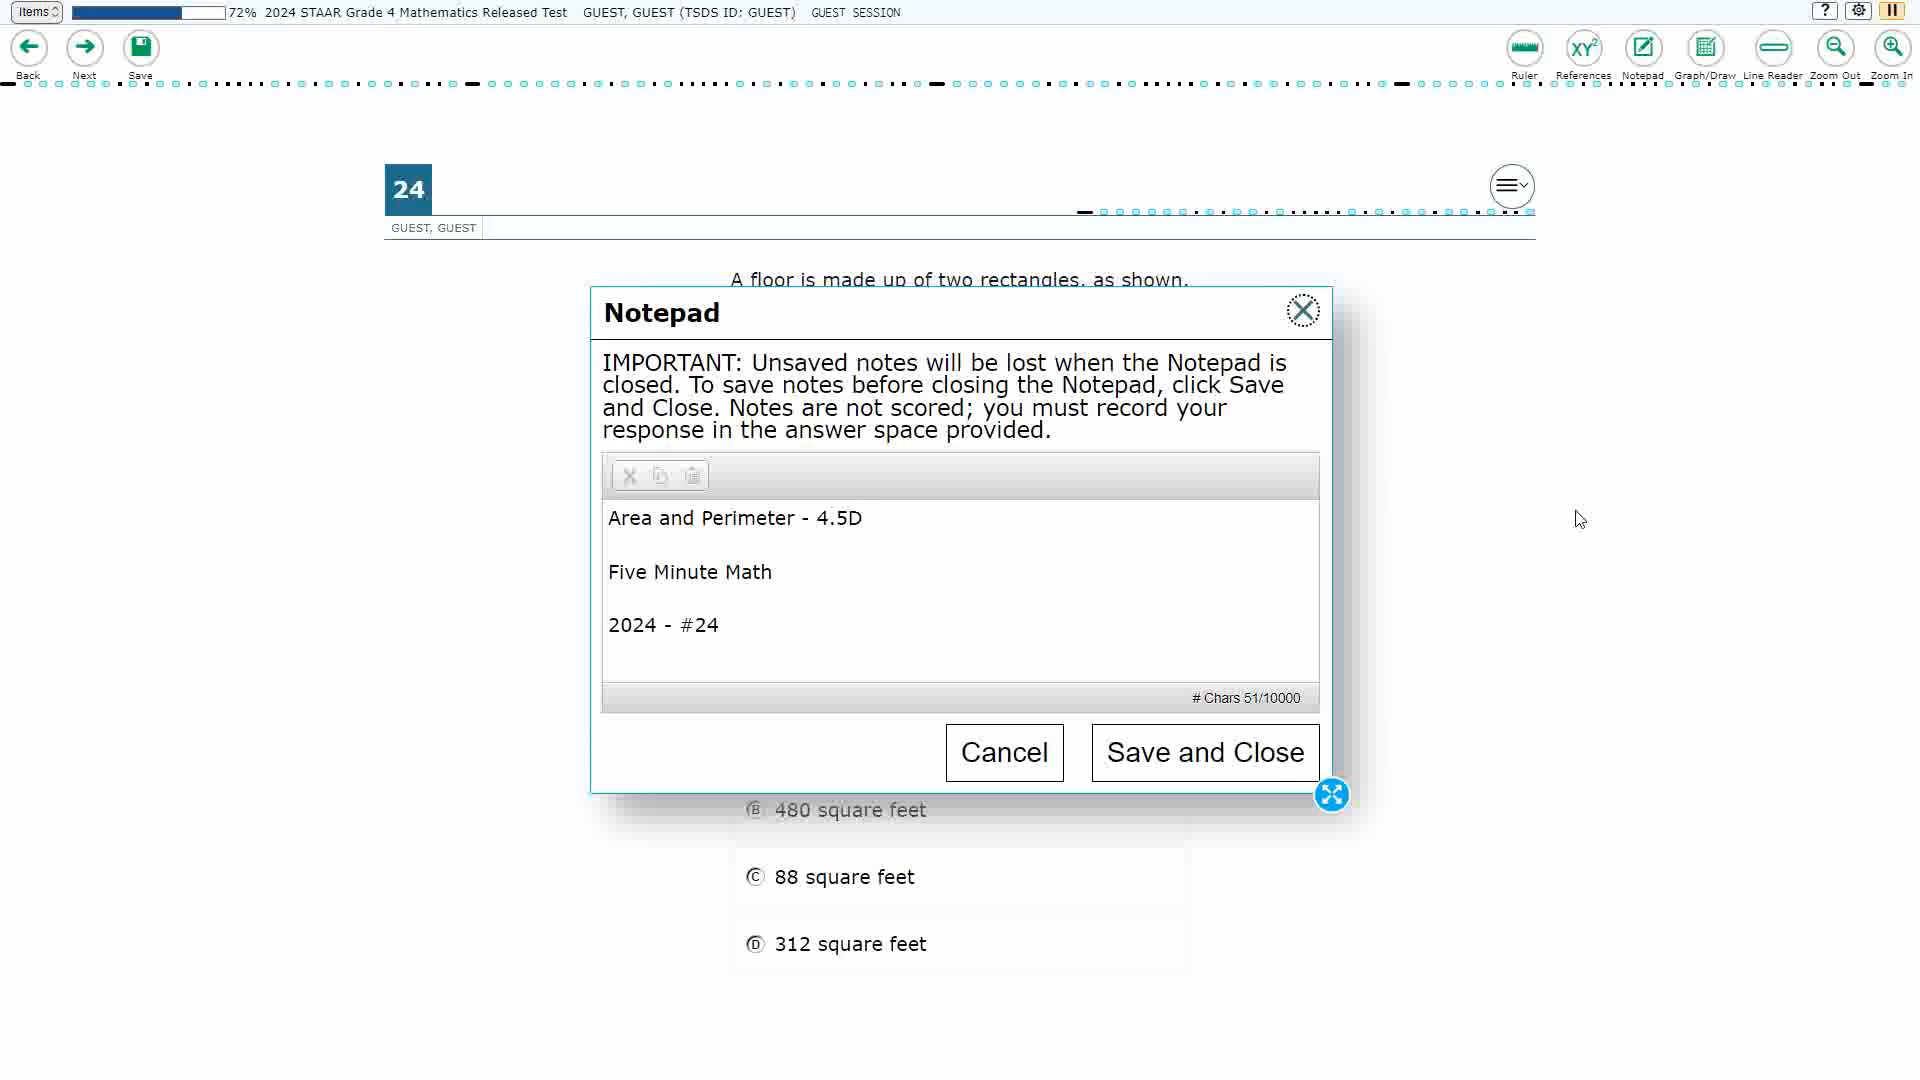 Items 72% 2024 STAAR Grade 4 Mathematics Released Test GUEST, GUEST (TSDS ID: GUEST) GUEST SESSION ?
Back Next Save Ruler XY² References Notepad Graph/Draw Line Reader Zoom Out Zoom In
24
GUEST, GUEST
A floor is made up of two rectangles, as shown.
Notepad
IMPORTANT: Unsaved notes will be lost when the Notepad is
closed. To save notes before closing the Notepad, click Save
and Close. Notes are not scored; you must record your
response in the answer space provided.
Area and Perimeter - 4.5D
Five Minute Math
2024 - #24
# Chars 51/10000
Cancel Save and Close
B 480 square feet
C 88 square feet
D 312 square feet